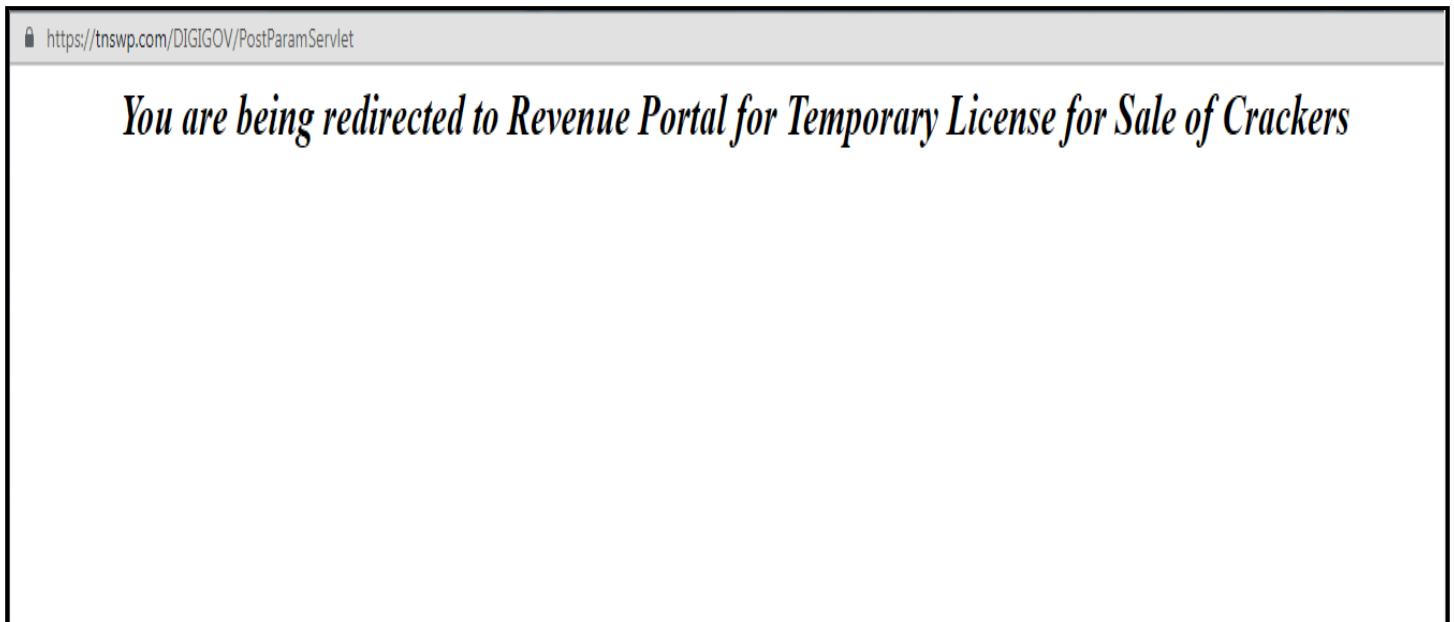 https://tnswp.com/DIGIGOV/PostParamServlet
You are being redirected to Revenue Portal for Temporary License for Sale of Crackers